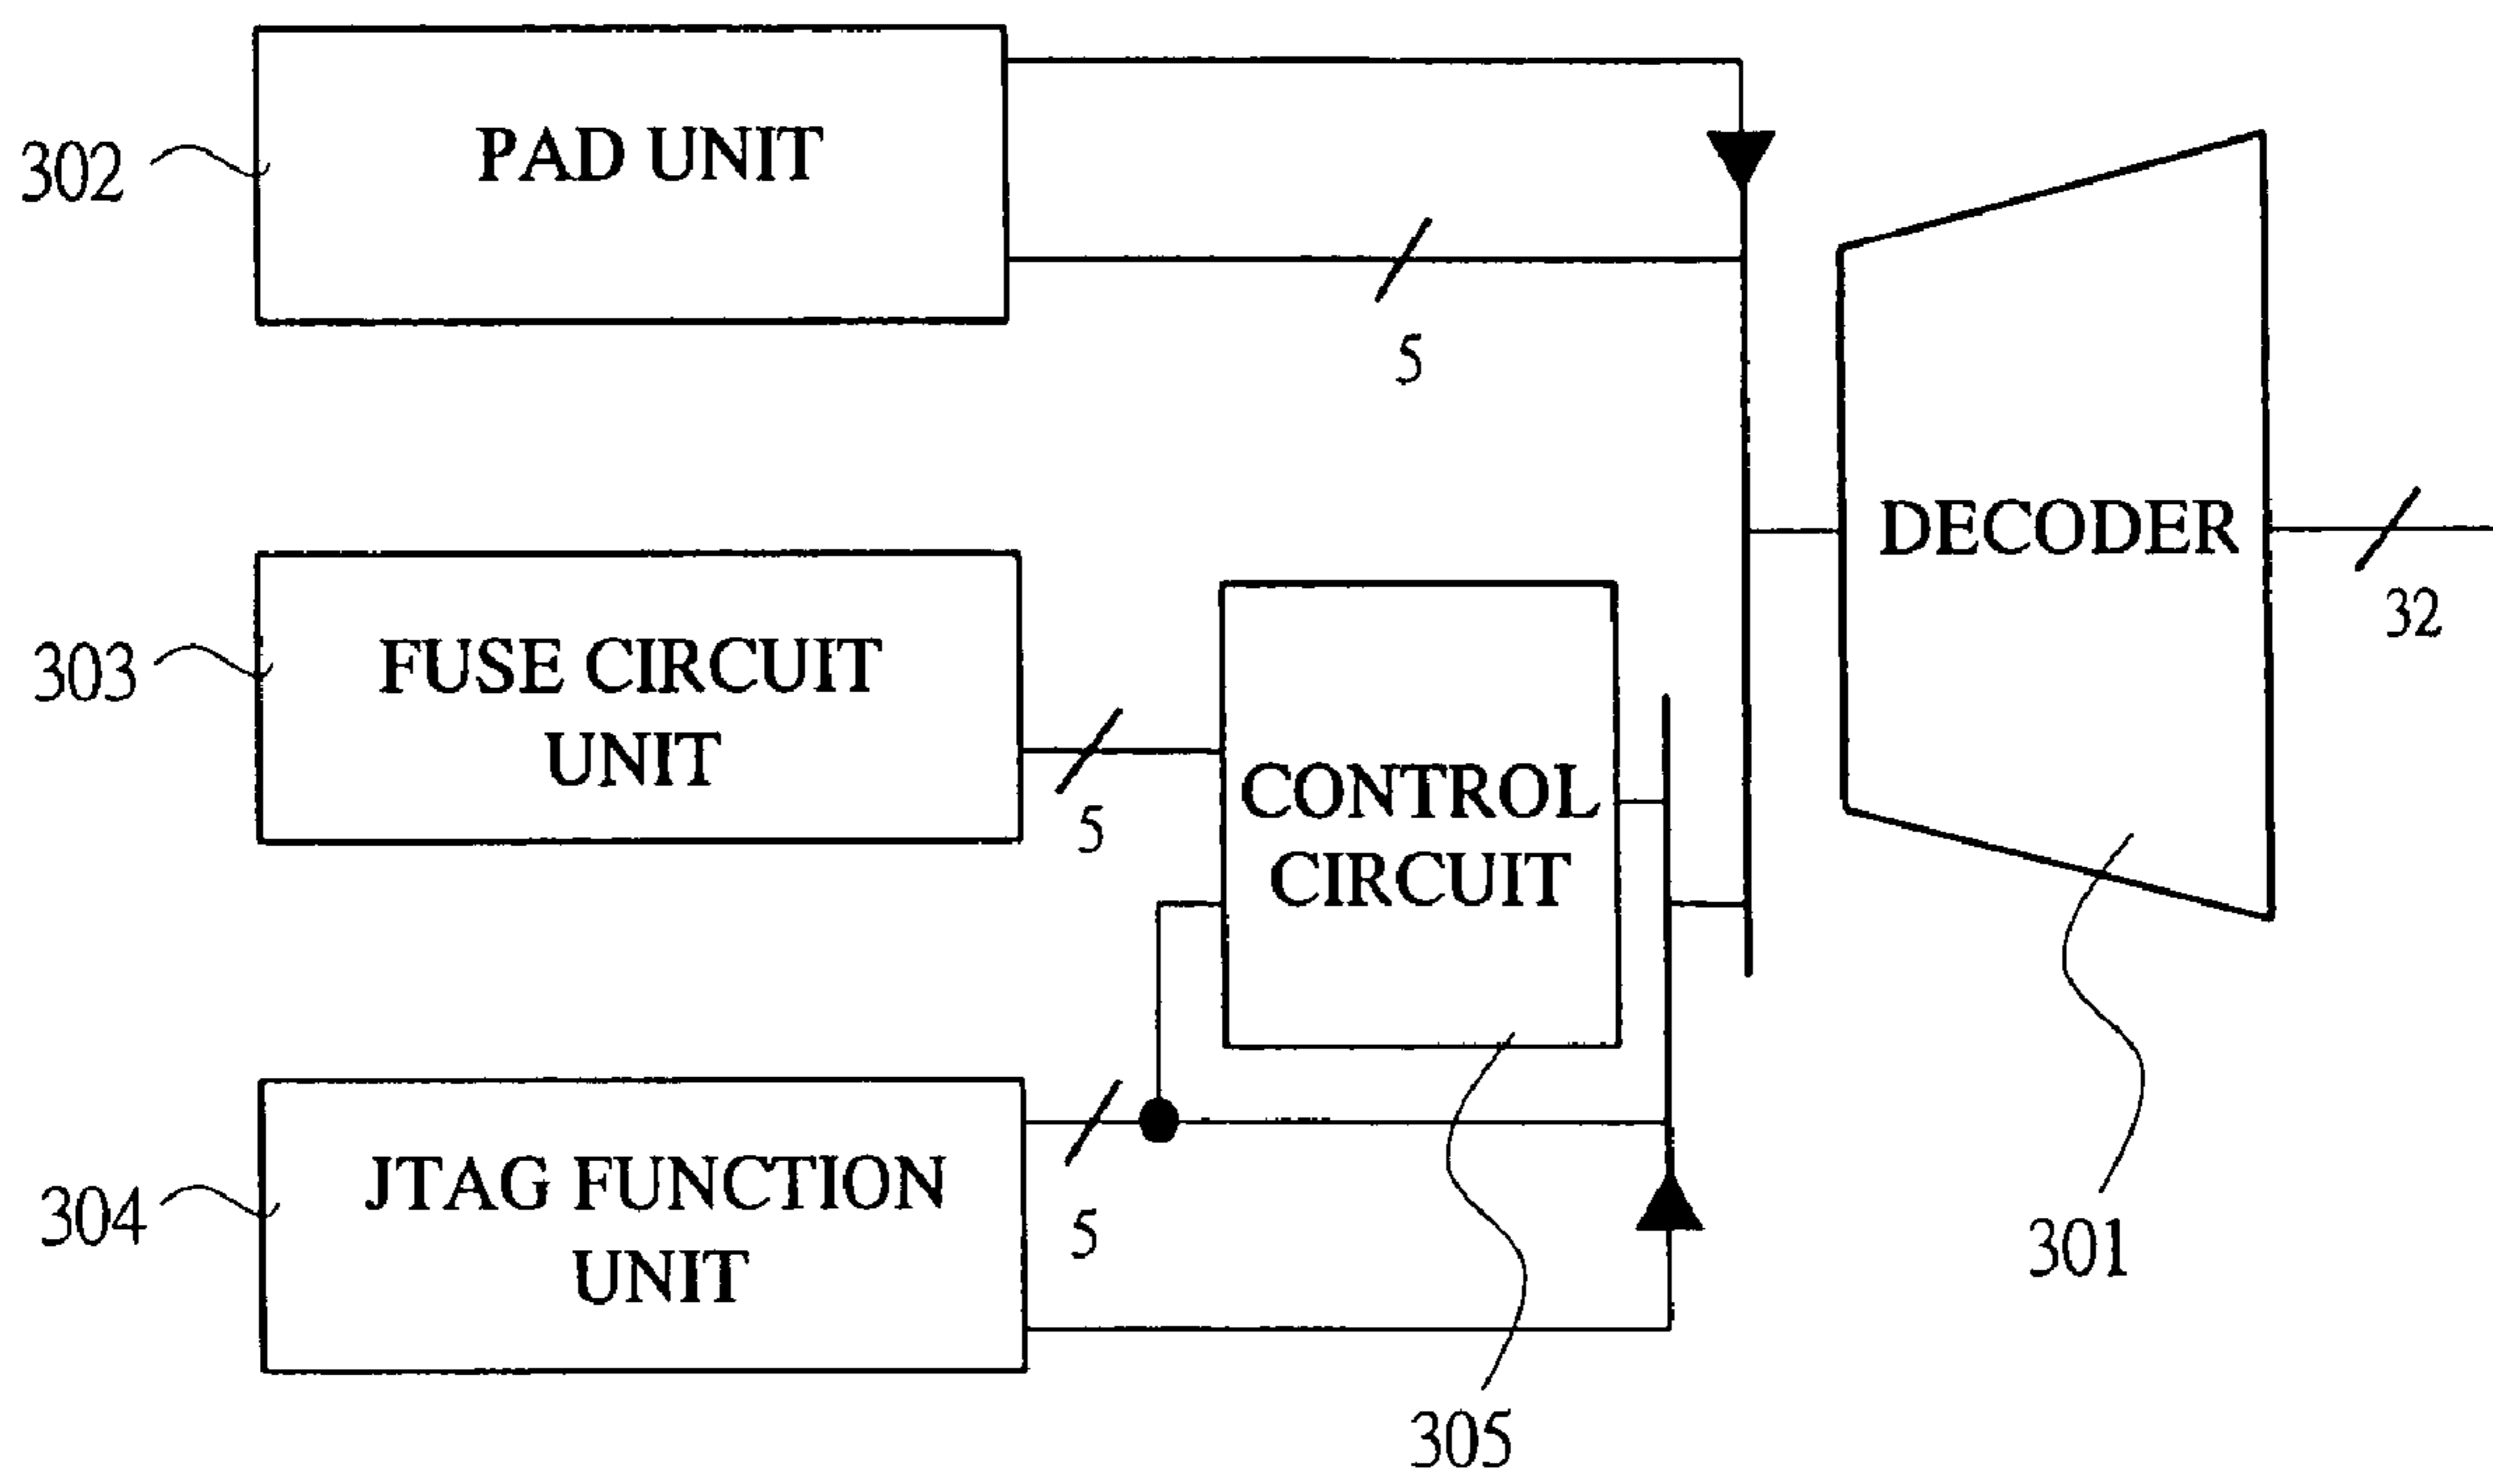 PAD UNIT
302
5
DECODER
32
FUSE CIRCUIT
UNIT
303
5
CONTROL
CIRCUIT
JTAG FUNCTION
UNIT
304
5
301
305